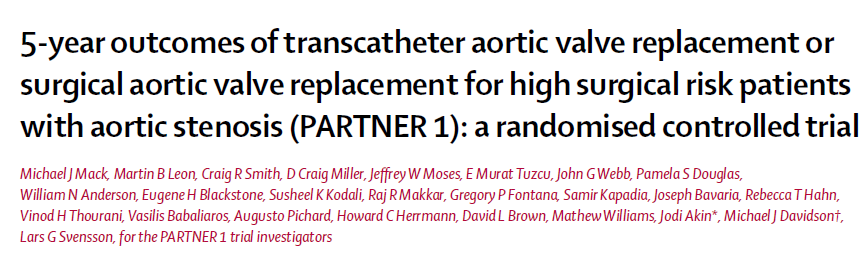 5-year outcomes of transcatheter aortic valve replacement or
surgical aortic valve replacement for high surgical risk patients
with aortic stenosis (PARTNER 1): a randomised controlled trial
Michael J Mack, Martin B Leon, Craig R Smith, D Craig Miller, Jeffrey W Moses, E Murat Tuzcu, John G Webb, Pamela S Douglas,
William N Anderson, Eugene H Blackstone, Susheel K Kodali, Raj R Makkar, Gregory P Fontana, Samir Kapadia, Joseph Bavaria, Rebecca T Hahn,
Vinod H Thourani, Vasilis Babaliaros, Augusto Pichard, Howard C Herrmann, David L Brown, Mathew Williams, Jodi Akin*, Michael J Davidson†,
Lars G Svensson, for the PARTNER 1 trial investigators